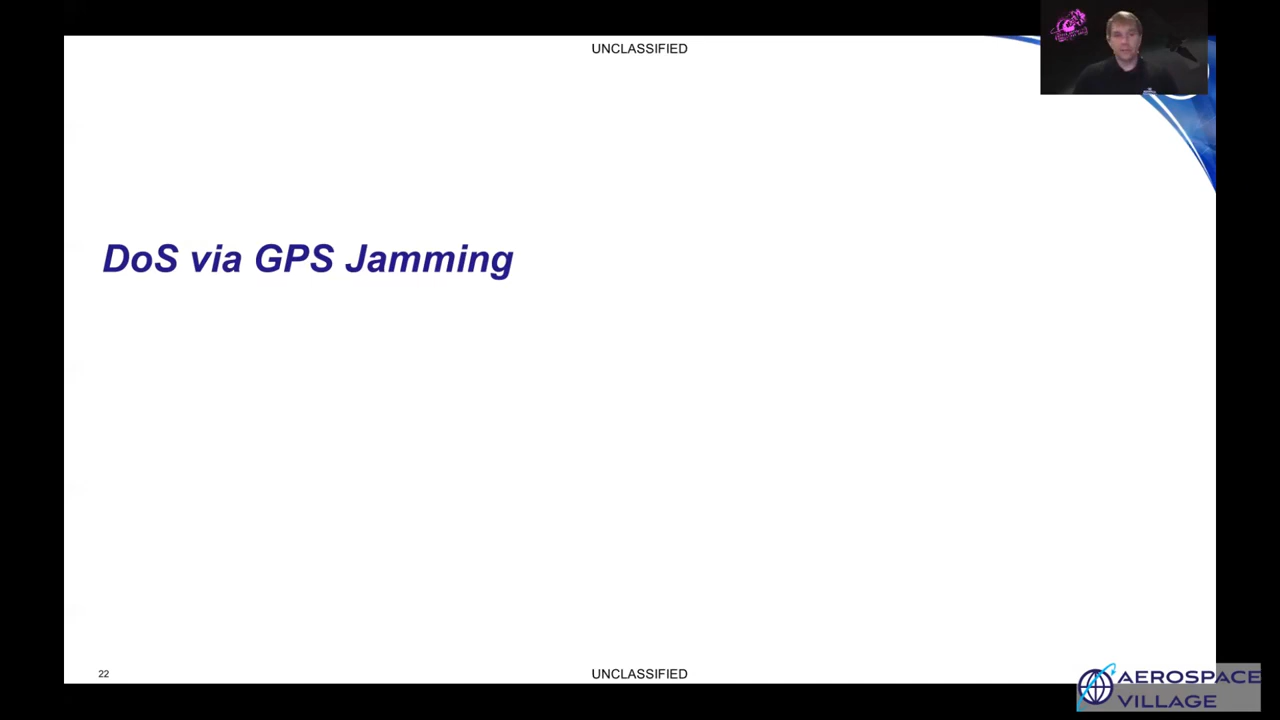 UNCLASSIFIED
DoS via GPS Jamming
22
UNCLASSIFIED
AEROSPACE
VILLAGE